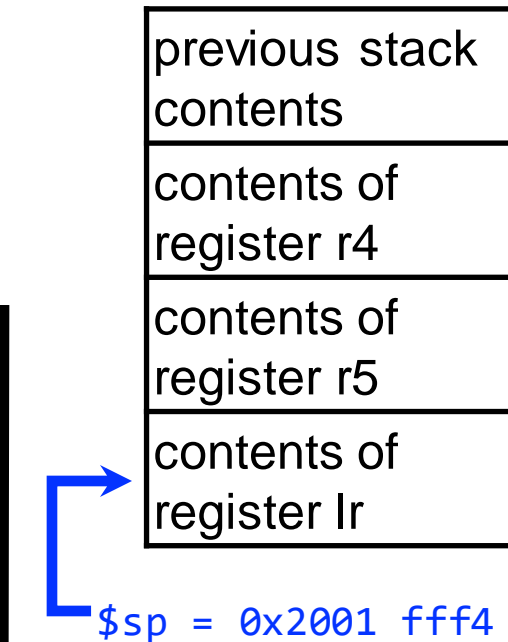 previous stack
contents
contents of
register r4
contents of
register r5
contents of
register lr
$sp = 0x2001 fff4